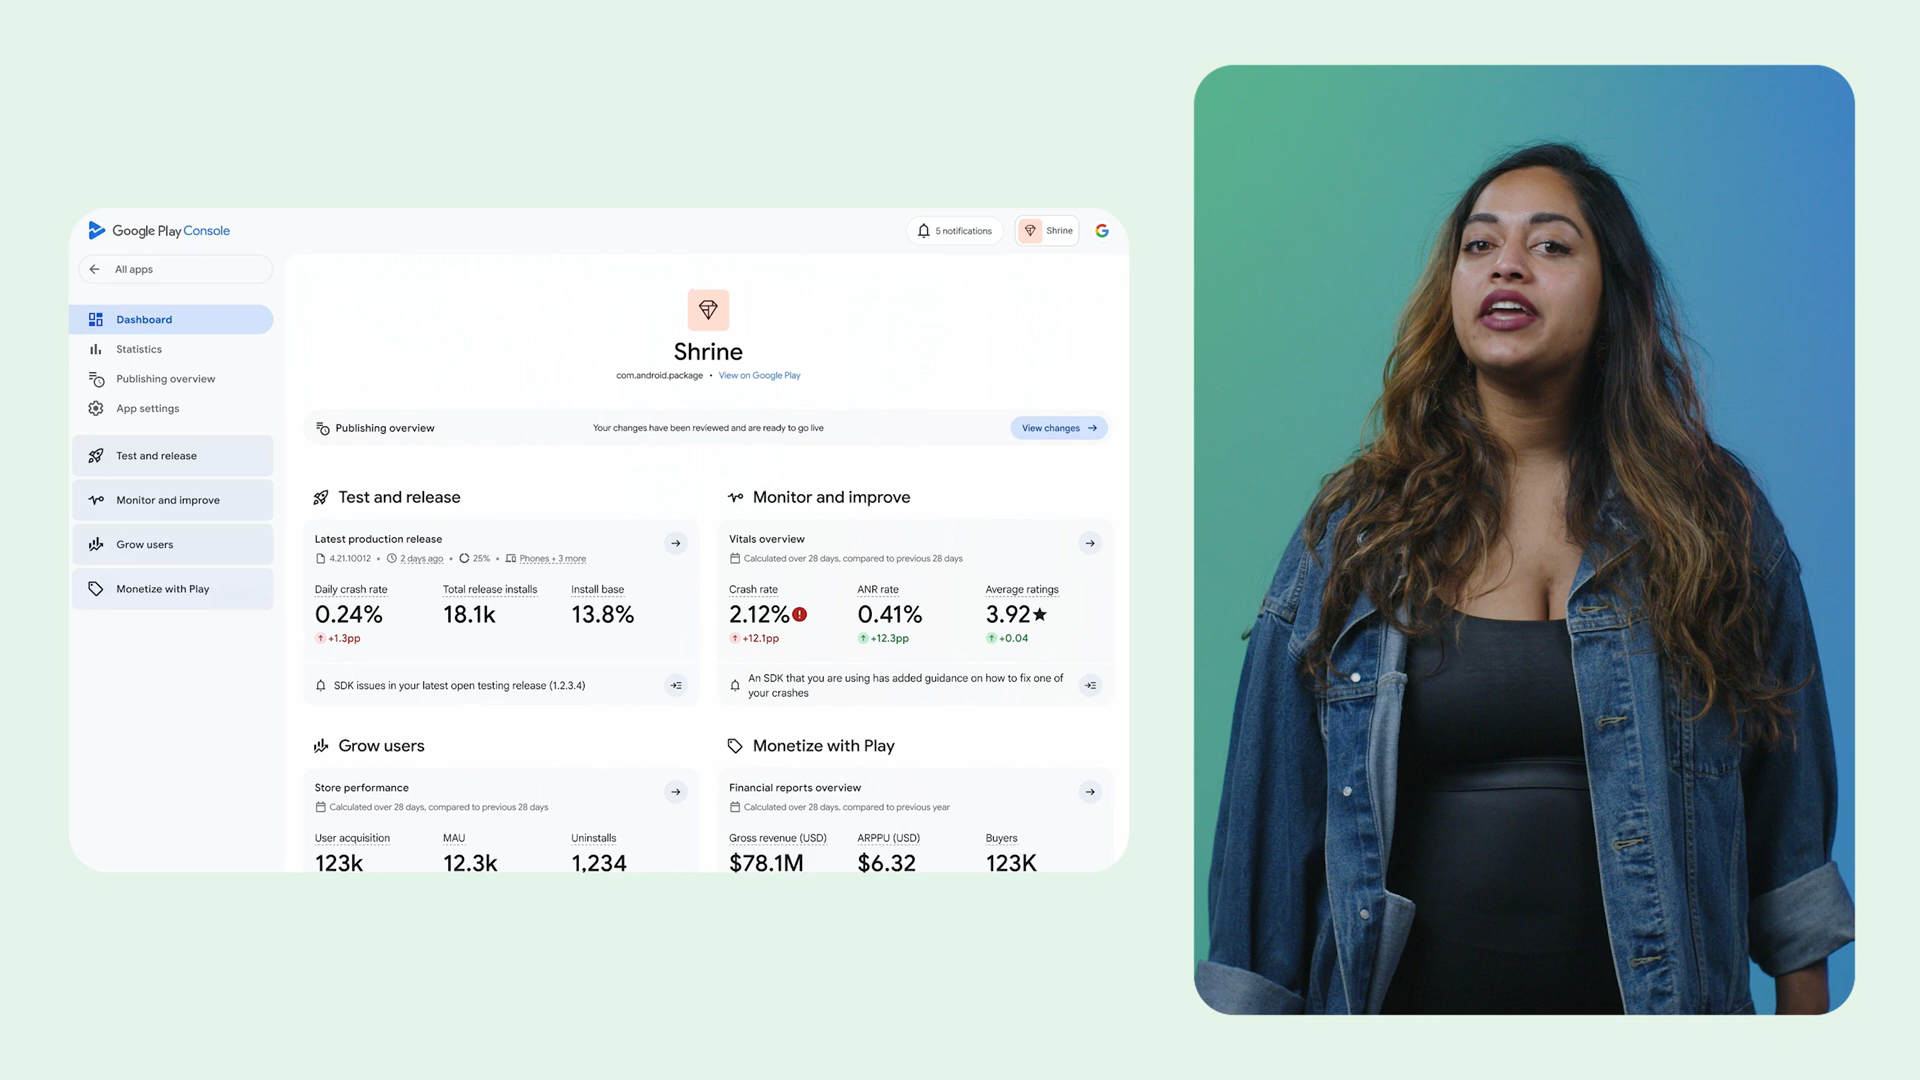 Google Play Console
5 notifications
Shrine
All apps
Dashboard
Statistics
Publishing overview
App settings
Test and release
Monitor and improve
Grow users
Monetize with Play
Shrine
com.android.package • View on Google Play
Publishing overview
Your changes have been reviewed and are ready to go live
View changes
Test and release
Latest production release
4.21.10012 • 2 days ago • 25% • Phones + 3 more
Daily crash rate
Total release installs
Install base
0.24%
18.1k
13.8%
+1.3pp
SDK issues in your latest open testing release (1.2.3.4)
Monitor and improve
Vitals overview
Calculated over 28 days, compared to previous 28 days
Crash rate
ANR rate
Average ratings
2.12%
0.41%
3.92★
+12.1pp
+12.3pp
+0.04
An SDK that you are using has added guidance on how to fix one of
your crashes
Grow users
Store performance
Calculated over 28 days, compared to previous 28 days
User acquisition
MAU
Uninstalls
123k
12.3k
1,234
Monetize with Play
Financial reports overview
Calculated over 28 days, compared to previous year
Gross revenue (USD)
ARPPU (USD)
Buyers
$78.1M
$6.32
123K